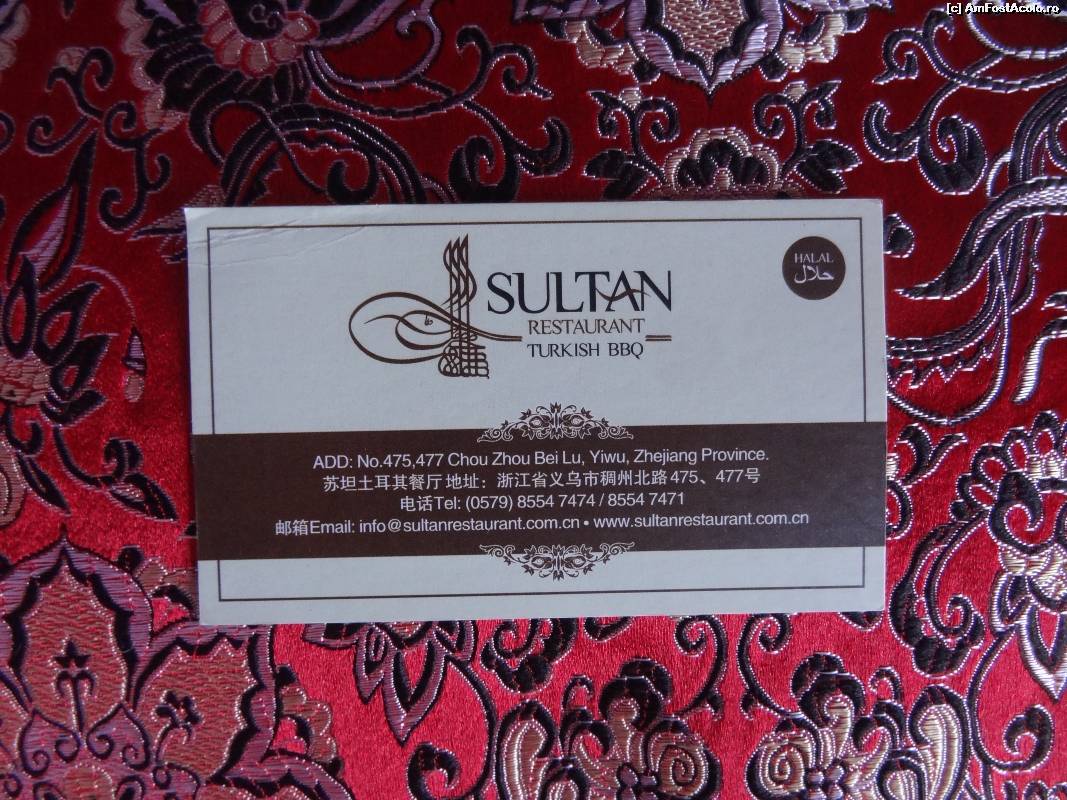 [c] AmFostAcolo.ro
HALAL
حلال
SULTAN
RESTAURANT
TURKISH BBQ
ADD: No.475,477 Chou Zhou Bei Lu, Yiwu, Zhejiang Province.
苏坦土耳其餐厅 地址：浙江省义乌市稠州北路475、477号
电话Tel: (0579) 8554 7474 / 8554 7471
邮箱Email: info@sultanrestaurant.com.cn • www.sultanrestaurant.com.cn